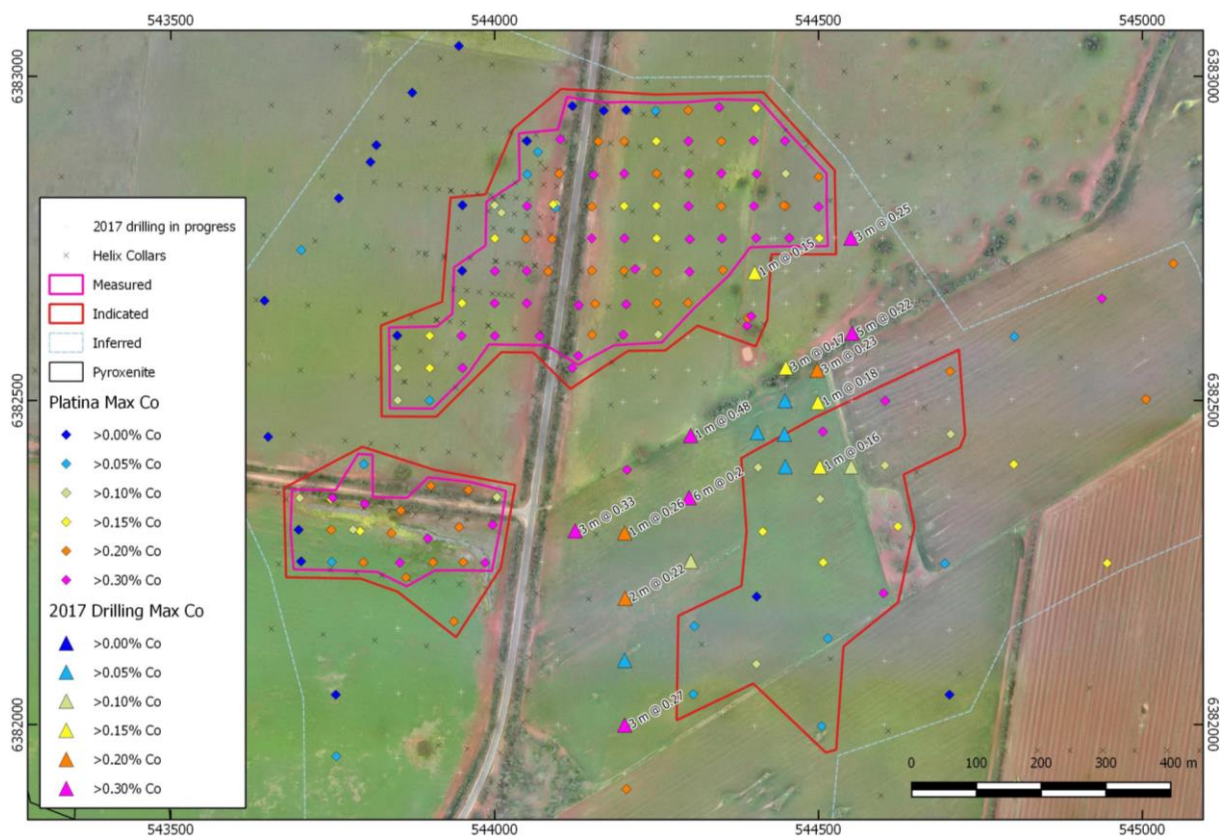 543500 544000 544500 545000
6383000 6383000
2017 drilling in progress
Helix Collars
Measured
Indicated
Inferred
Pyroxenite
Platina Max Co
>0.00% Co
>0.05% Co
>0.10% Co
>0.15% Co
>0.20% Co
>0.30% Co
2017 Drilling Max Co
>0.00% Co
>0.05% Co
>0.10% Co
>0.15% Co
>0.20% Co
>0.30% Co
3 m @ 0.25
1 m @ 0.15
5 m @ 0.22
3 m @ 0.17
3 m @ 0.23
6382500 6382500
1 m @ 0.18
1 m @ 0.48
1 m @ 0.16
6 m @ 0.2
3 m @ 0.33
1 m @ 0.26
2 m @ 0.22
3 m @ 0.27
6382000 6382000
0 100 200 300 400 m
543500 544000 544500 545000